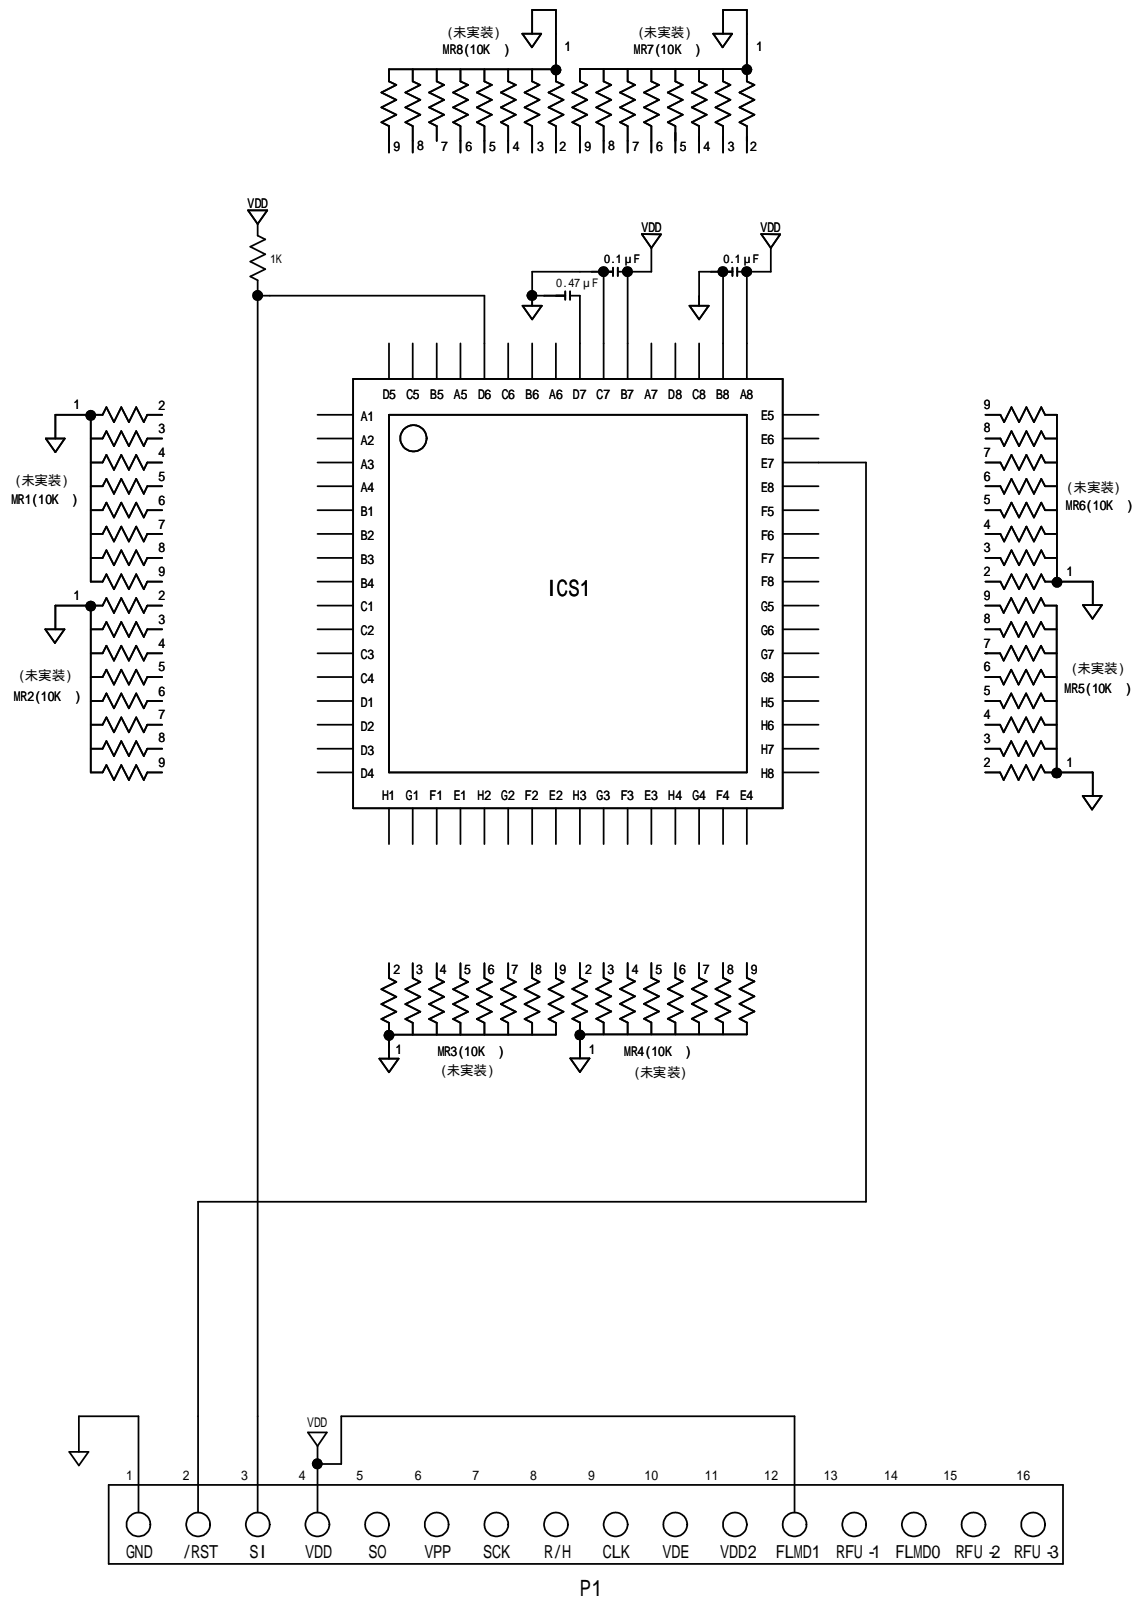 (未実装) (未実装)
MR8(10K ) 1 MR7(10K ) 1
9 8 7 6 5 4 3 2 9 8 7 6 5 4 3 2
VDD
1K
VDD VDD
0.1μF 0.1μF
0.47μF
D5 C5 B5 A5 D6 C6 B6 A6 D7 C7 B7 A7 D8 C8 B8 A8
A1
A2
A3
A4
B1
B2
B3
B4
C1
C2
C3
C4
D1
D2
D3
D4
ICS1
E5
E6
E7
E8
F5
F6
F7
F8
G5
G6
G7
G8
H5
H6
H7
H8
H1 G1 F1 E1 H2 G2 F2 E2 H3 G3 F3 E3 H4 G4 F4 E4
1
2
3
4
5
6
7
8
9
(未実装)
MR1(10K )
1
2
3
4
5
6
7
8
9
(未実装)
MR2(10K )
9
8
7
6
5
4
3
2
1
(未実装)
MR6(10K )
9
8
7
6
5
4
3
2
1
(未実装)
MR5(10K )
2 3 4 5 6 7 8 9 2 3 4 5 6 7 8 9
1 MR3(10K ) 1 MR4(10K )
(未実装) (未実装)
VDD
1 2 3 4 5 6 7 8 9 10 11 12 13 14 15 16
GND /RST SI VDD SO VPP SCK R/H CLK VDE VDD2 FLMD1 RFU-1 FLMD0 RFU-2 RFU-3
P1